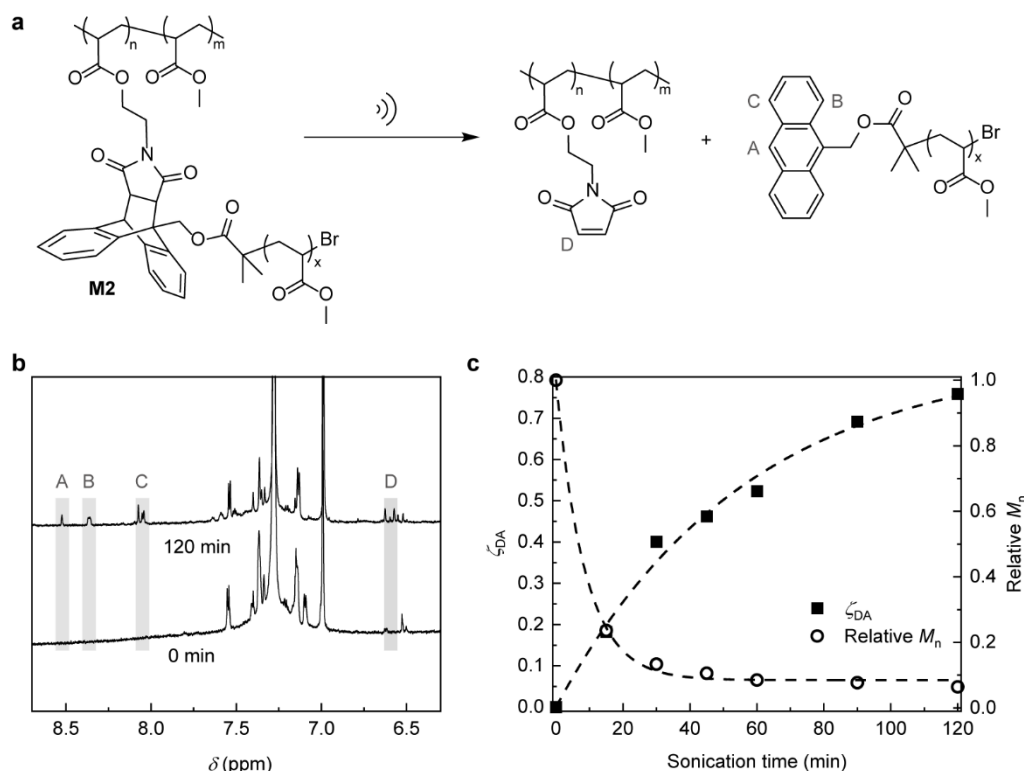 a
n
m
O
O
O
O
N
O
O
O
O
Br
x
O
O
M2
n
m
O
O
O
O
N
O
O
D
+
C
B
A
O
O
Br
x
O
O
b
A
B
C
D
120 min
0 min
8.5 8.0 7.5 7.0 6.5
δ (ppm)
c
0.8
0.7
0.6
0.5
0.4
0.3
0.2
0.1
0.0
ζDA
1.0
0.8
0.6
0.4
0.2
0.0
Relative Mn
ζDA
Relative Mn
0 20 40 60 80 100 120
Sonication time (min)